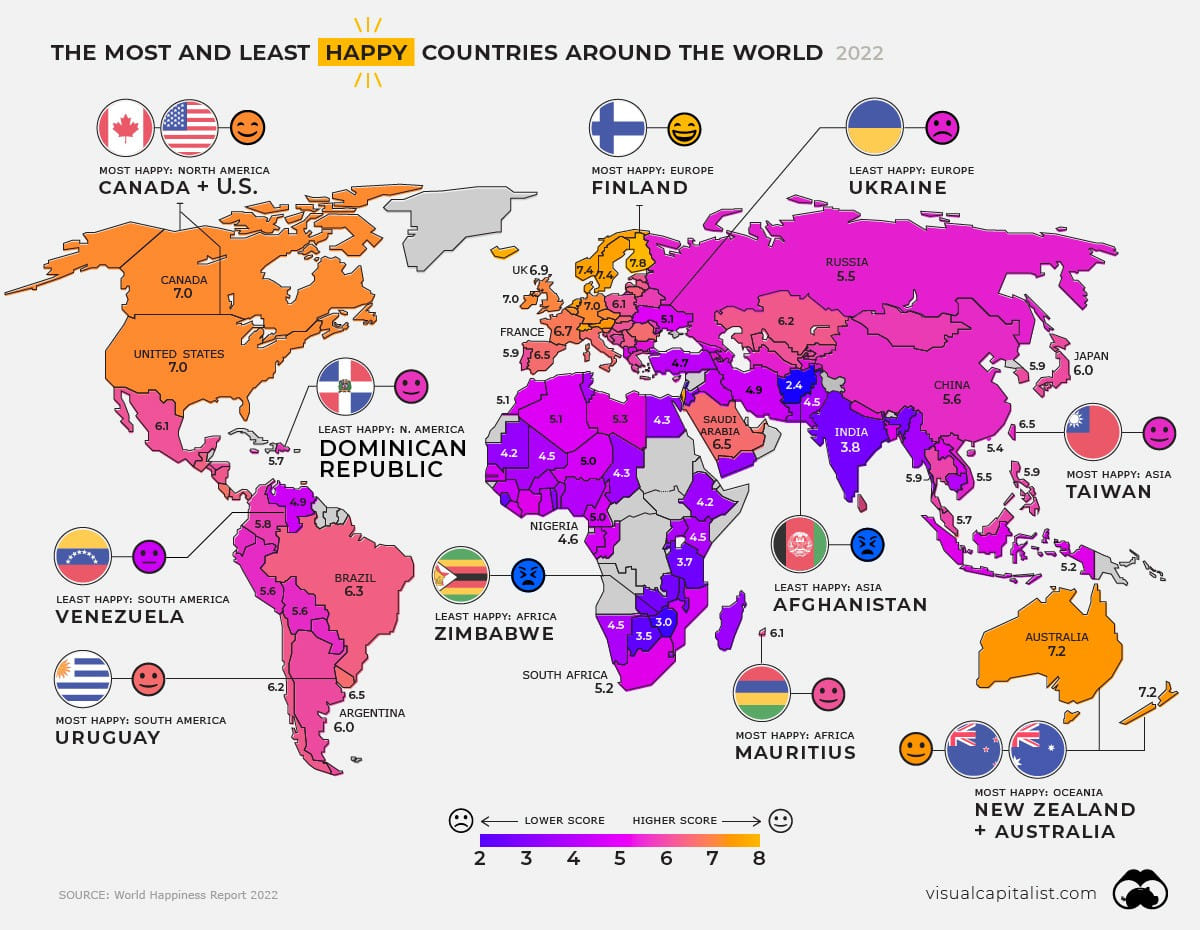 THE MOST AND LEAST HAPPY COUNTRIES AROUND THE WORLD 2022
MOST HAPPY: NORTH AMERICA
CANADA + U.S.
MOST HAPPY: EUROPE
FINLAND
LEAST HAPPY: EUROPE
UKRAINE
CANADA
7.0
UNITED STATES
7.0
6.1
LEAST HAPPY: N. AMERICA
DOMINICAN
REPUBLIC
5.7
UK 6.9
7.0
7.4
7.4
7.8
7.0
6.1
5.1
FRANCE 6.7
5.9
6.5
4.7
RUSSIA
5.5
6.2
CHINA
5.6
JAPAN
6.0
5.9
2.4
4.9
4.5
INDIA
3.8
SAUDI
ARABIA
6.5
5.1
5.1
5.3
4.3
4.2
4.5
5.0
4.3
4.2
5.0
NIGERIA
4.6
4.5
3.7
6.5
5.4
5.9
5.5
5.9
5.7
5.2
MOST HAPPY: ASIA
TAIWAN
4.9
5.8
5.6
5.6
BRAZIL
6.3
6.2
6.5
ARGENTINA
6.0
LEAST HAPPY: SOUTH AMERICA
VENEZUELA
MOST HAPPY: SOUTH AMERICA
URUGUAY
LEAST HAPPY: AFRICA
ZIMBABWE
4.5
3.5
3.0
SOUTH AFRICA
5.2
LEAST HAPPY: ASIA
AFGHANISTAN
6.1
MOST HAPPY: AFRICA
MAURITIUS
AUSTRALIA
7.2
7.2
MOST HAPPY: OCEANIA
NEW ZEALAND
+ AUSTRALIA
LOWER SCORE HIGHER SCORE
2 3 4 5 6 7 8
SOURCE: World Happiness Report 2022
visualcapitalist.com